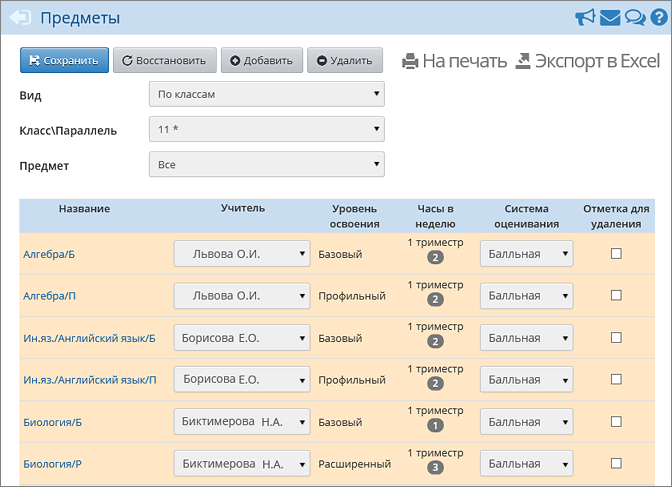 Предметы
Сохранить Восстановить Добавить Удалить На печать Экспорт в Excel
Вид По классам
Класс\Параллель 11 *
Предмет Все
Название Учитель Уровень освоения Часы в неделю Система оценивания Отметка для удаления
Алгебра/Б Львова О.И. Базовый 1 триместр 2 Балльная
Алгебра/П Львова О.И. Профильный 1 триместр 2 Балльная
Ин.яз./Английский язык/Б Борисова Е.О. Базовый 1 триместр 2 Балльная
Ин.яз./Английский язык/П Борисова Е.О. Профильный 1 триместр 2 Балльная
Биология/Б Биктимерова Н.А. Базовый 1 триместр 1 Балльная
Биология/Р Биктимерова Н.А. Расширенный 1 триместр 3 Балльная